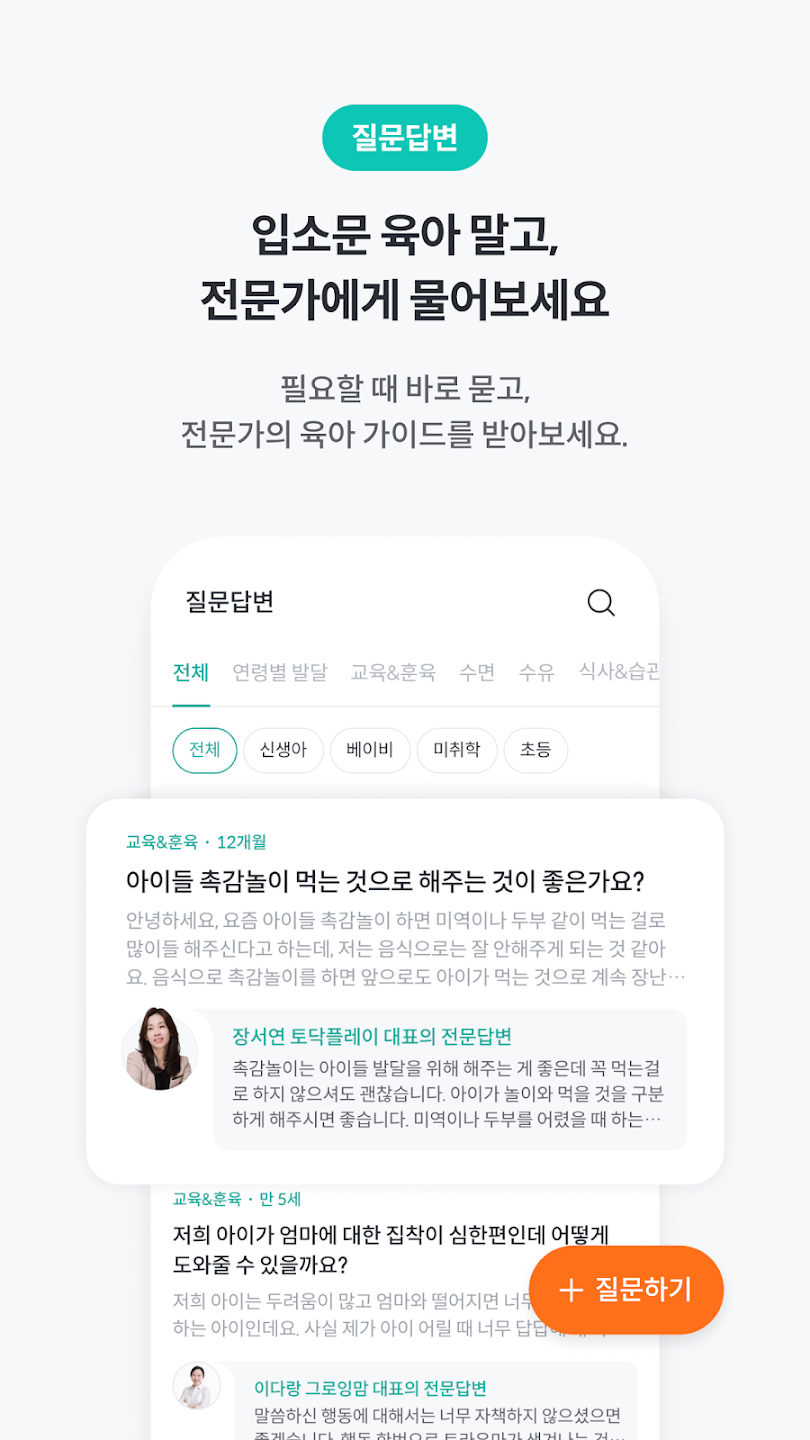 질문답변
입소문 육아 말고,
전문가에게 물어보세요
필요할 때 바로 묻고,
전문가의 육아 가이드를 받아보세요.
질문답변
전체 연령별 발달 교육&훈육 수면 수유 식사&습관
전체 신생아 베이비 미취학 초등
교육&훈육 · 12개월
아이들 촉감놀이 먹는 것으로 해주는 것이 좋은가요?
안녕하세요, 요즘 아이들 촉감놀이 하면 미역이나 두부 같이 먹는 걸로
많이들 해주신다고 하는데, 저는 음식으로는 잘 안해주게 되는 것 같아
요. 음식으로 촉감놀이를 하면 앞으로도 아이가 먹는 것으로 계속 장난…
장서연 토닥플레이 대표의 전문답변
촉감놀이는 아이들 발달을 위해 해주는 게 좋은데 꼭 먹는걸
로 하지 않으셔도 괜찮습니다. 아이가 놀이와 먹을 것을 구분
하게 해주시면 좋습니다. 미역이나 두부를 어렸을 때 하는…
교육&훈육 · 만 5세
저희 아이가 엄마에 대한 집착이 심한편인데 어떻게
도와줄 수 있을까요?
+ 질문하기
저희 아이는 두려움이 많고 엄마와 떨어지면
하는 아이인데요. 사실 제가 아이 어릴 때 너무
이다랑 그로잉맘 대표의 전문답변
말씀하신 행동에 대해서는 너무 자책하지 않으셨으면